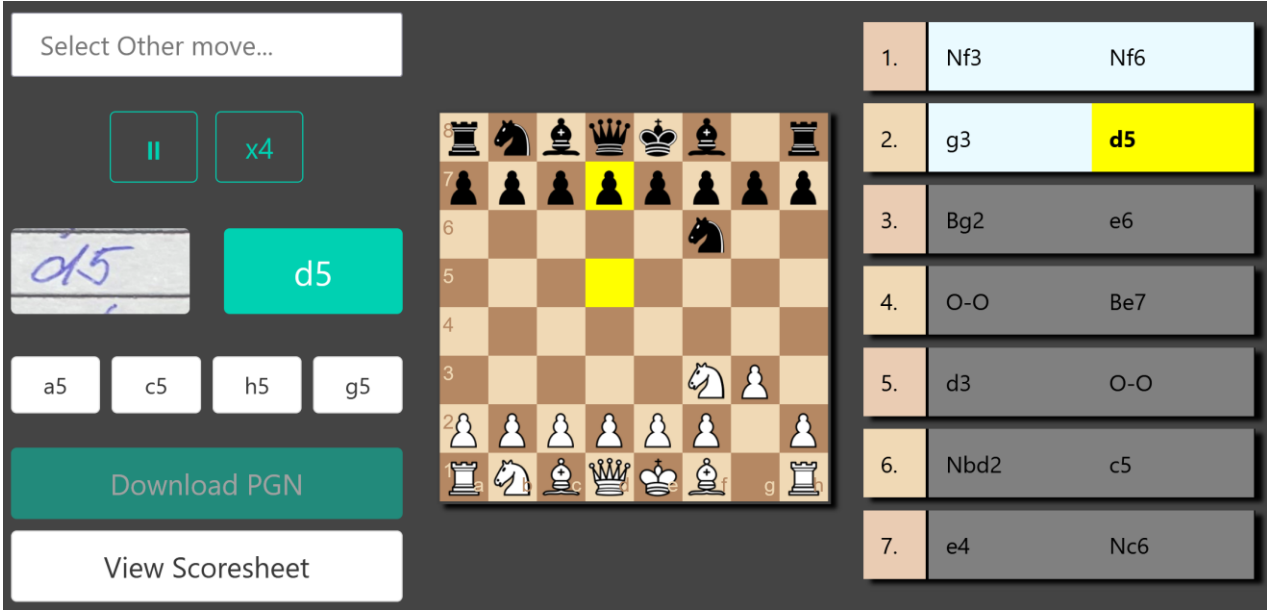 Select Other move...
x4
d5
d5
a5 c5 h5 g5
Download PGN
View Scoresheet
8
7
6
5
4
3
2
1
a b c d e f g h
1. Nf3 Nf6
2. g3 d5
3. Bg2 e6
4. O-O Be7
5. d3 O-O
6. Nbd2 c5
7. e4 Nc6